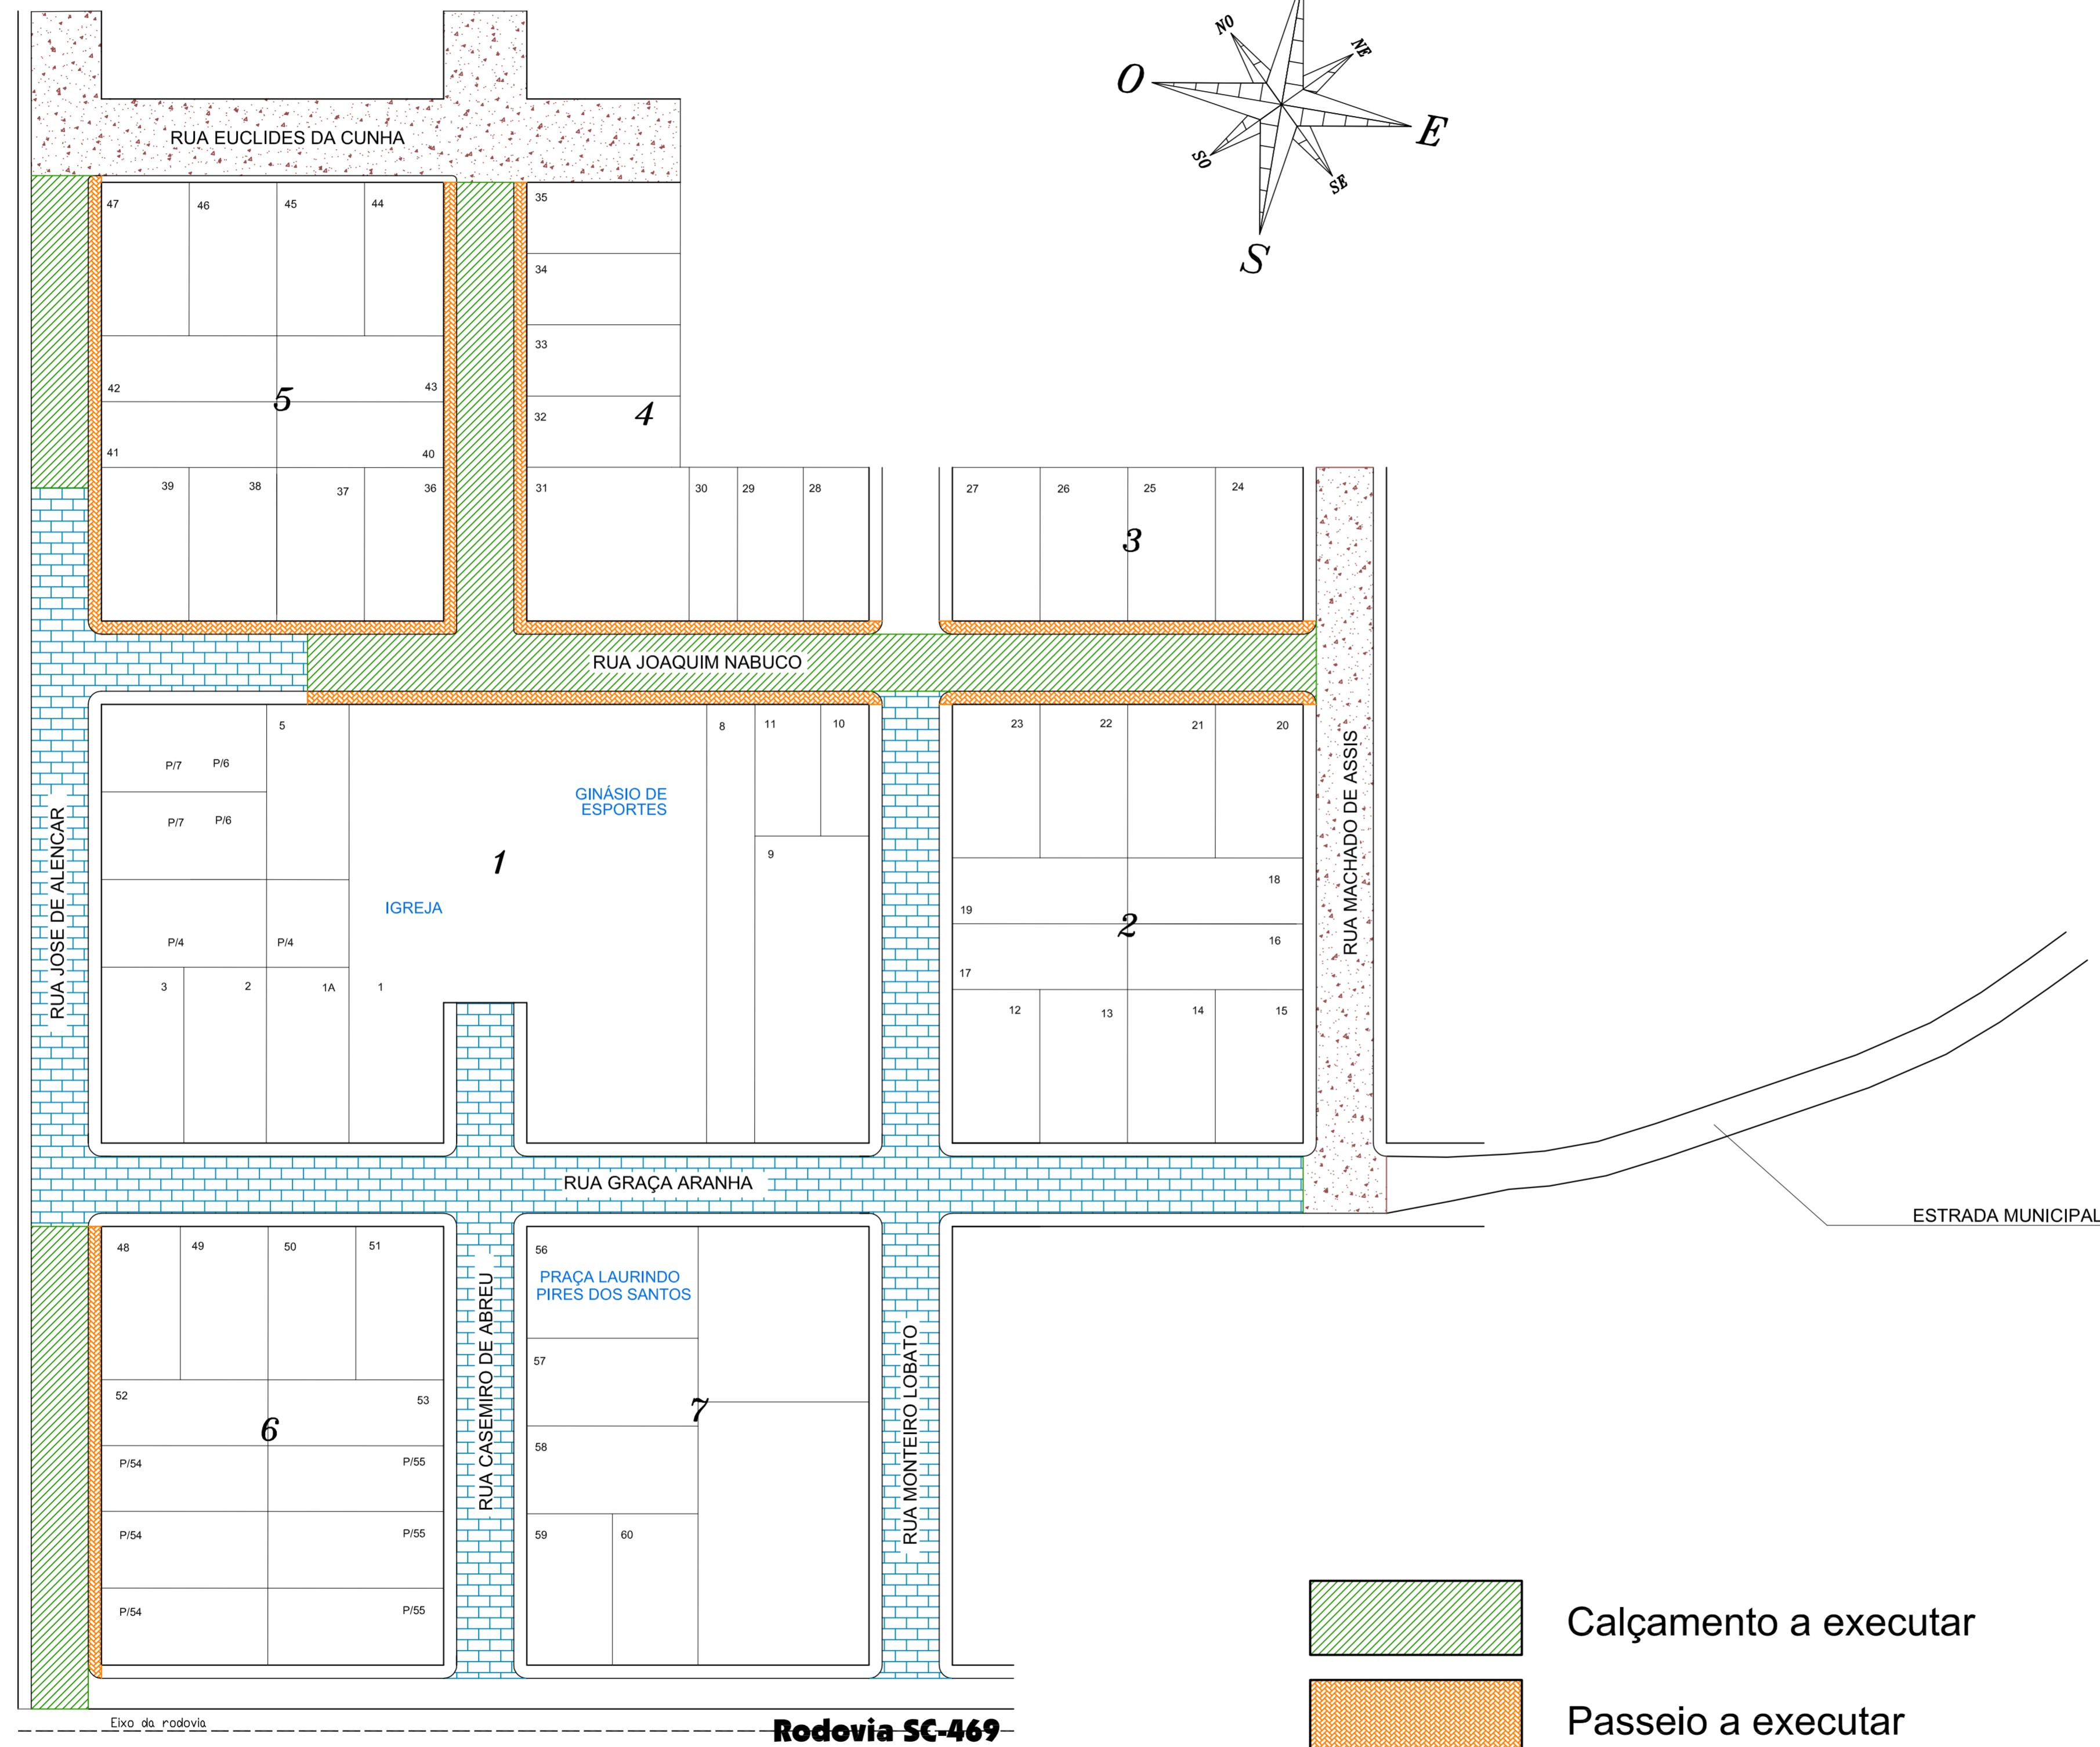 NO
NE
O
E
SO
SE
S
RUA EUCLIDES DA CUNHA
47
46
45
44
35
34
33
42
43
5
32
4
41
40
39
38
37
36
31
30
29
28
27
26
25
24
3
RUA JOAQUIM NABUCO
5
8
11
10
23
22
21
20
P/7
P/6
GINÁSIO DE
ESPORTES
P/7
P/6
1
9
IGREJA
18
19
2
16
P/4
P/4
17
3
2
1A
1
12
13
14
15
RUA JOSE DE ALENCAR
RUA MACHADO DE ASSIS
RUA GRAÇA ARANHA
ESTRADA MUNICIPAL
48
49
50
51
56
PRAÇA LAURINDO
PIRES DOS SANTOS
57
52
53
6
7
58
P/54
P/55
P/54
P/55
59
60
P/54
P/55
RUA CASEMIRO DE ABREU
RUA MONTEIRO LOBATO
Calçamento a executar
Passeio a executar
Eixo da rodovia
Rodovia SC-469